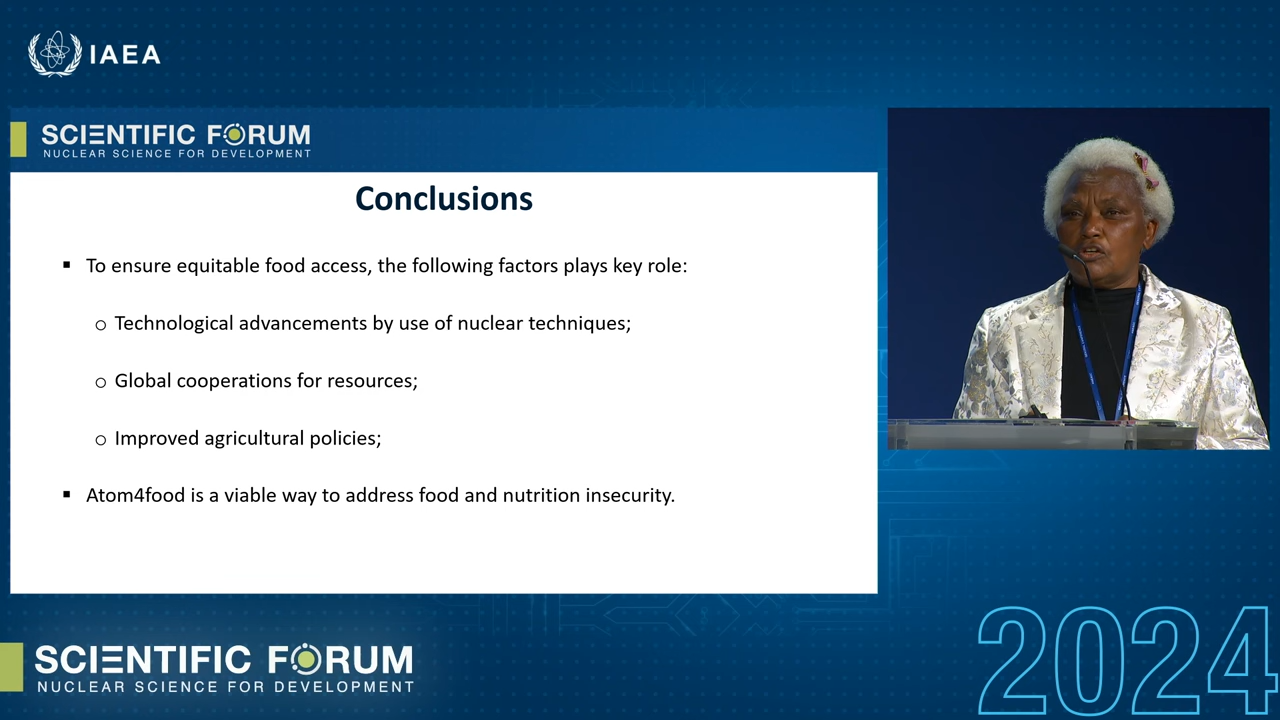 IAEA
SCIENTIFIC FORUM
NUCLEAR SCIENCE FOR DEVELOPMENT
Conclusions
To ensure equitable food access, the following factors plays key role:
Technological advancements by use of nuclear techniques;
Global cooperations for resources;
Improved agricultural policies;
Atom4food is a viable way to address food and nutrition insecurity.
SCIENTIFIC FORUM
NUCLEAR SCIENCE FOR DEVELOPMENT
2024